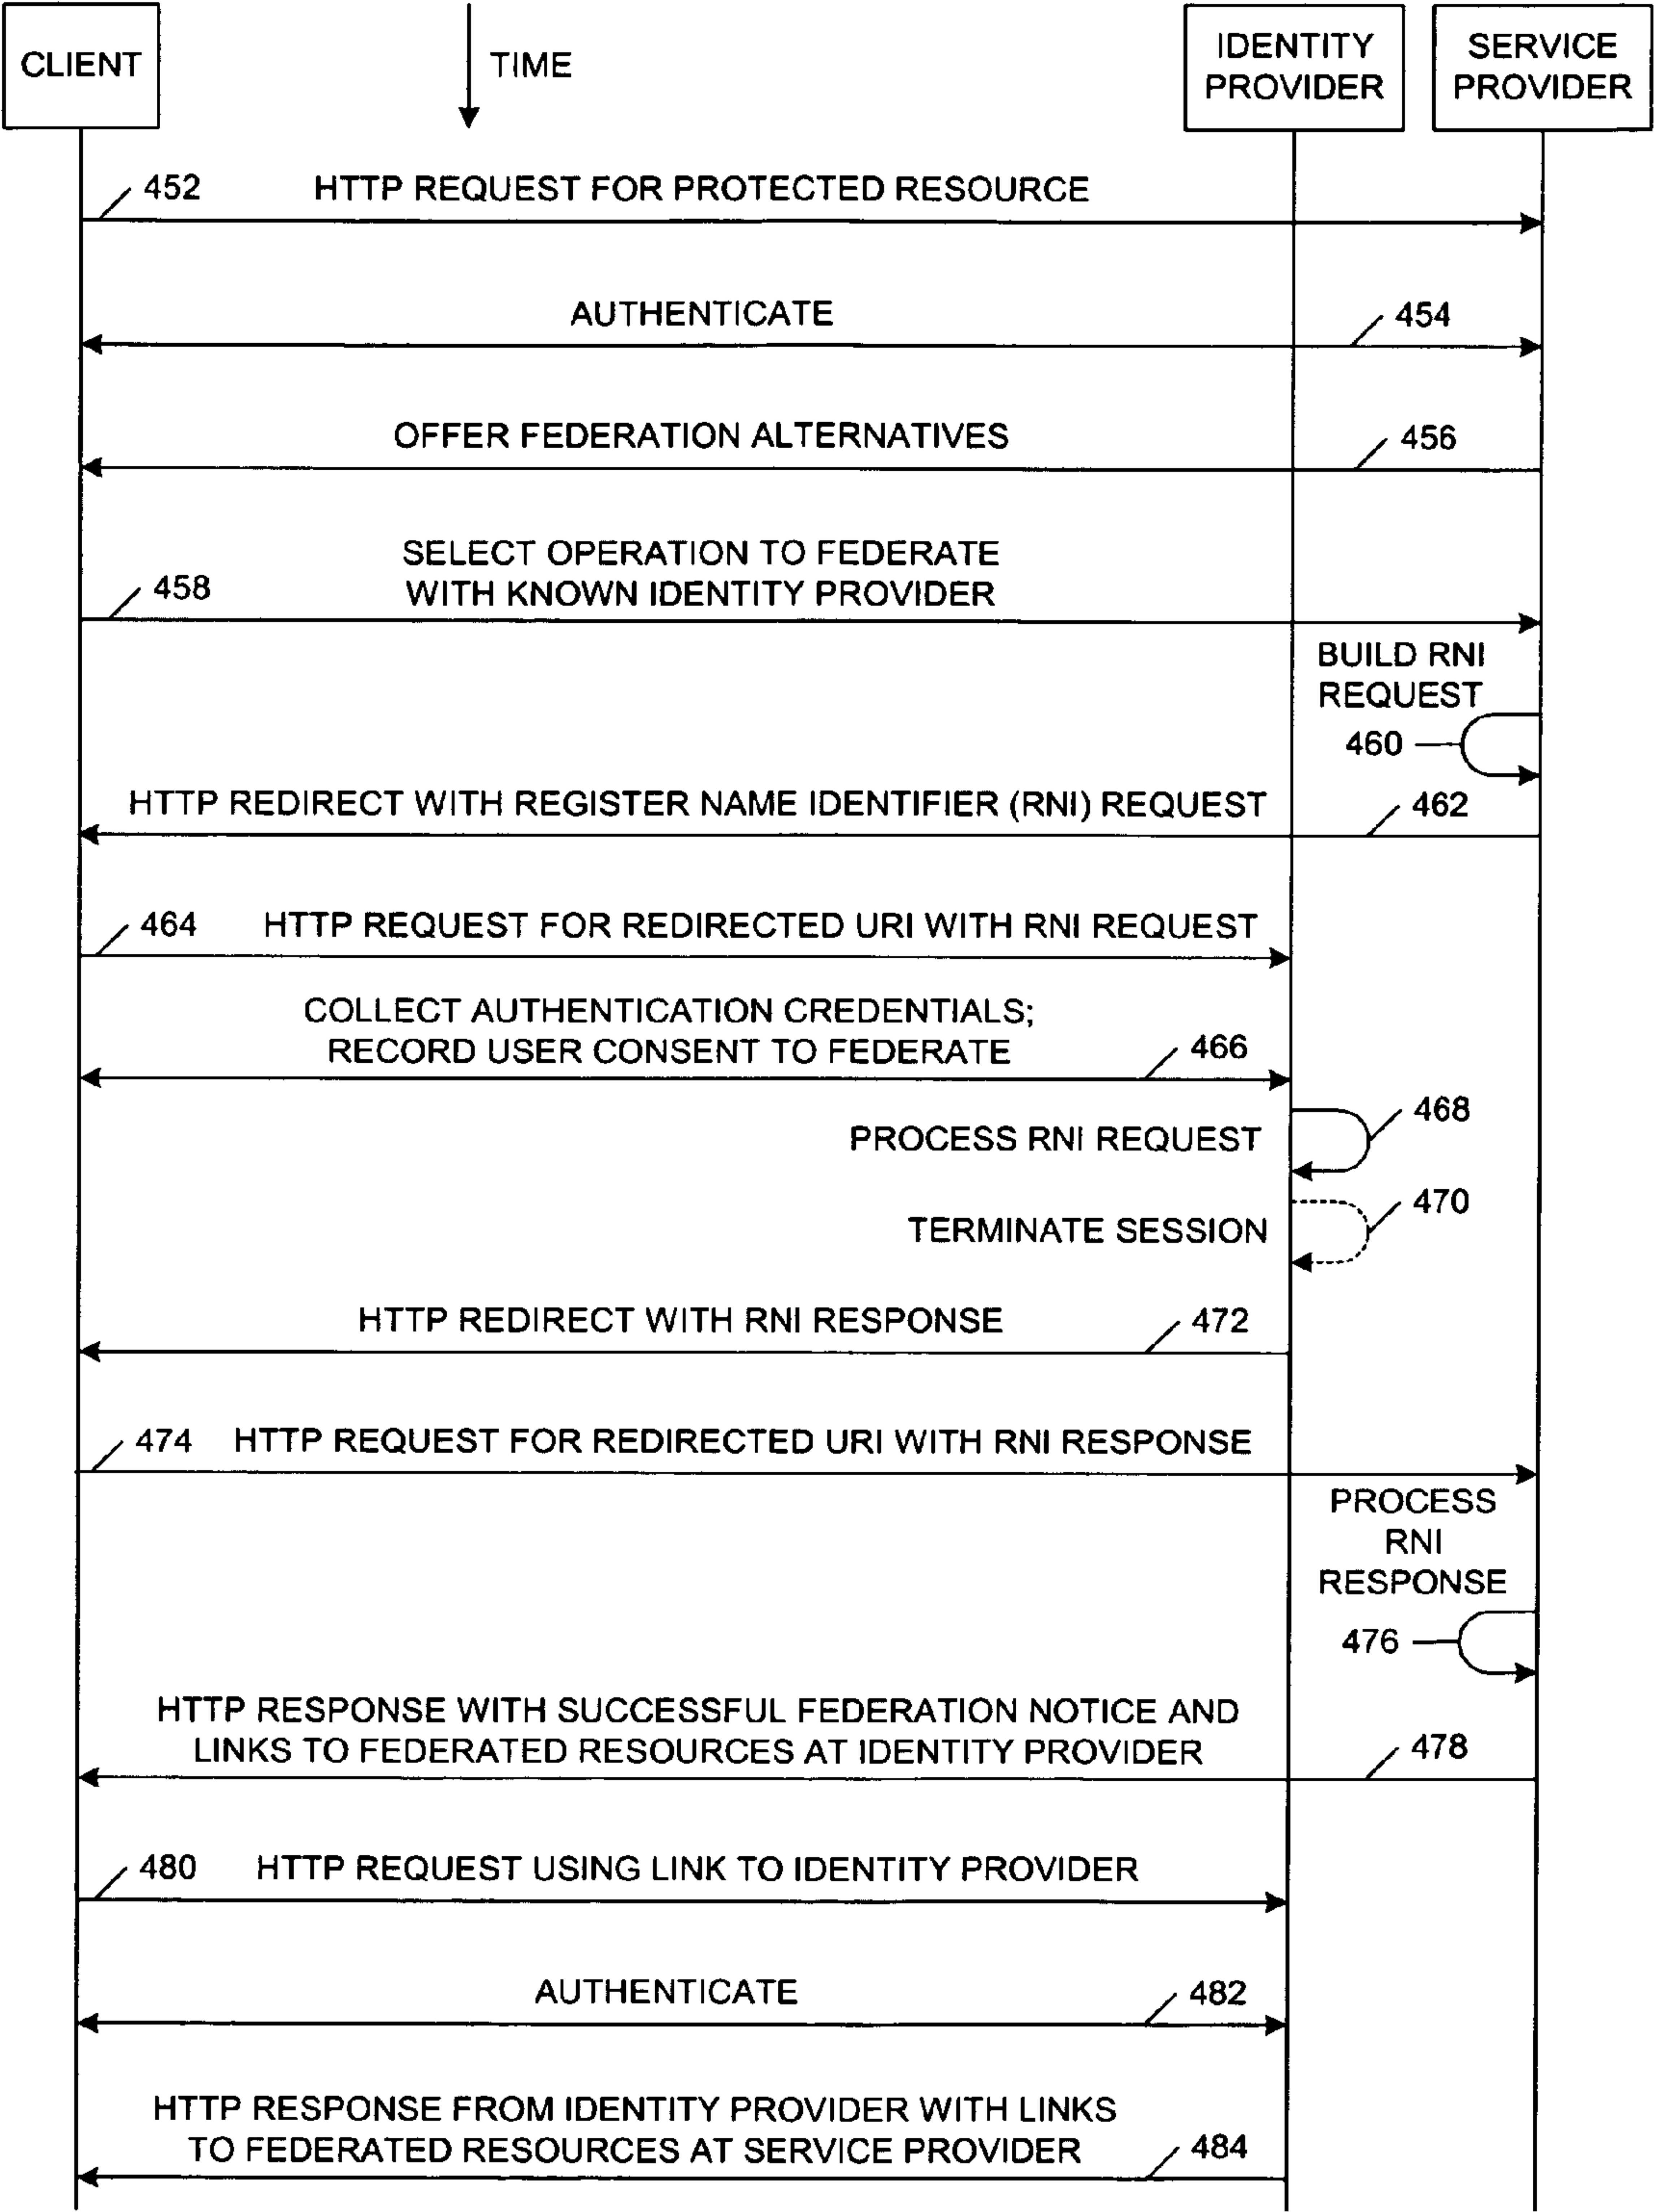 CLIENT
TIME
IDENTITY
PROVIDER
SERVICE
PROVIDER
452 HTTP REQUEST FOR PROTECTED RESOURCE
AUTHENTICATE 454
OFFER FEDERATION ALTERNATIVES 456
SELECT OPERATION TO FEDERATE
458 WITH KNOWN IDENTITY PROVIDER
BUILD RNI
REQUEST
460
HTTP REDIRECT WITH REGISTER NAME IDENTIFIER (RNI) REQUEST 462
464 HTTP REQUEST FOR REDIRECTED URI WITH RNI REQUEST
COLLECT AUTHENTICATION CREDENTIALS;
RECORD USER CONSENT TO FEDERATE 466
468
PROCESS RNI REQUEST
470
TERMINATE SESSION
HTTP REDIRECT WITH RNI RESPONSE 472
474 HTTP REQUEST FOR REDIRECTED URI WITH RNI RESPONSE
PROCESS
RNI
RESPONSE
476
HTTP RESPONSE WITH SUCCESSFUL FEDERATION NOTICE AND
LINKS TO FEDERATED RESOURCES AT IDENTITY PROVIDER 478
480 HTTP REQUEST USING LINK TO IDENTITY PROVIDER
AUTHENTICATE 482
HTTP RESPONSE FROM IDENTITY PROVIDER WITH LINKS
TO FEDERATED RESOURCES AT SERVICE PROVIDER 484